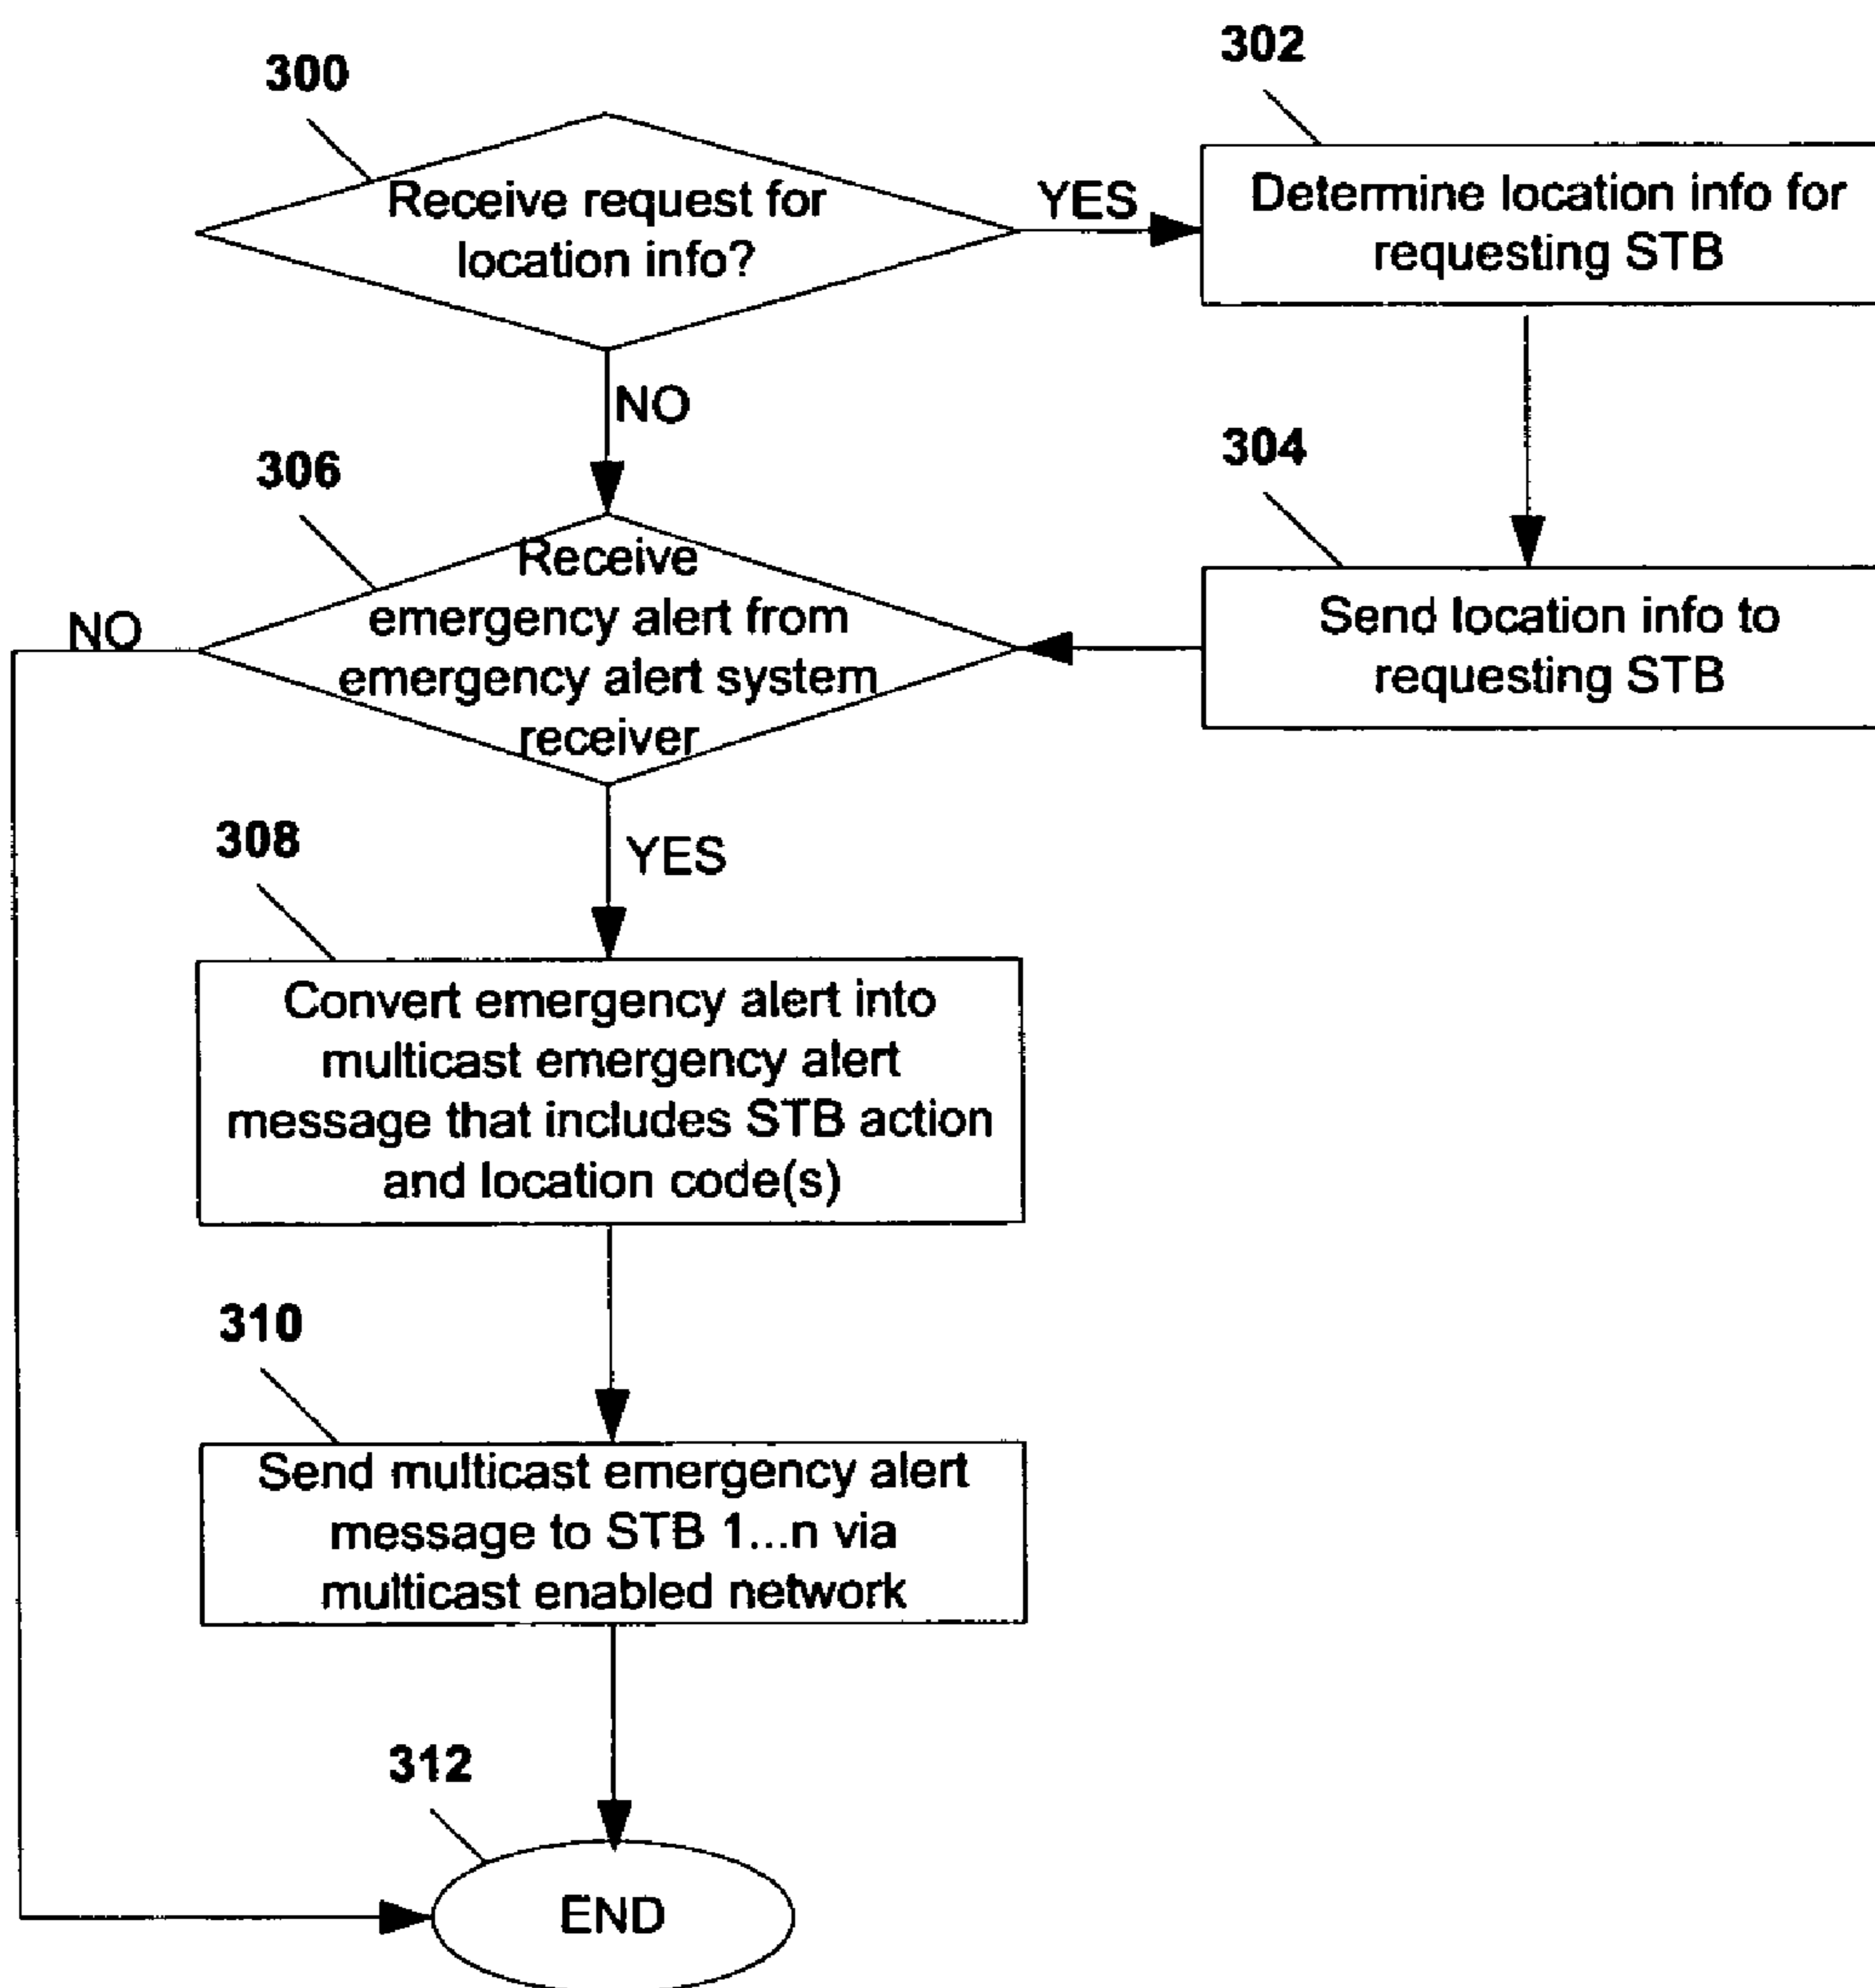 300
Receive request for
location info?
YES
302
Determine location info for
requesting STB
NO
304
Send location info to
requesting STB
306
Receive
emergency alert from
emergency alert system
receiver
NO
YES
308
Convert emergency alert into
multicast emergency alert
message that includes STB action
and location code(s)
310
Send multicast emergency alert
message to STB 1...n via
multicast enabled network
312
END